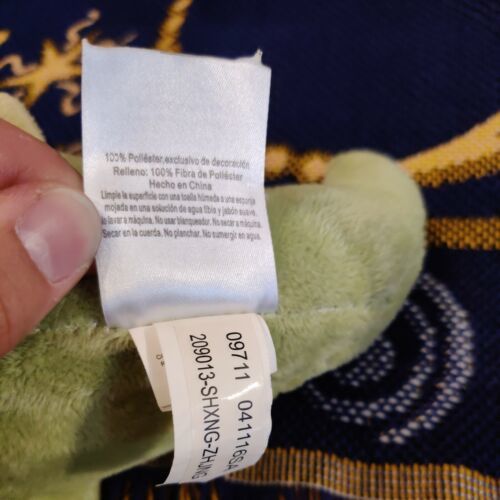 100% Poliéster,exclusivo de decoración
Relleno: 100% Fibra de Poliéster
Hecho en China
Limpie la superficie con una toalla húmeda o una esponja
mojada en una solución de agua tibia y jabón suave.
No lavar a máquina. No usar blanqueador. No secar a máquina.
Secar en la cuerda. No planchar. No sumergir en agua.
09711 041116SA
209013-SHXNG-ZHJNG